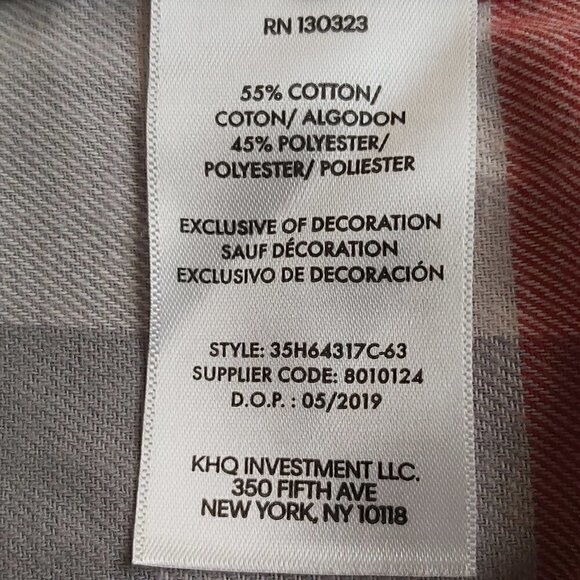 RN 130323
55% COTTON/
COTON/ ALGODON
45% POLYESTER/
POLYESTER/ POLIESTER
EXCLUSIVE OF DECORATION
SAUF DÉCORATION
EXCLUSIVO DE DECORACIÓN
STYLE: 35H64317C-63
SUPPLIER CODE: 8010124
D.O.P. : 05/2019
KHQ INVESTMENT LLC.
350 FIFTH AVE
NEW YORK, NY 10118